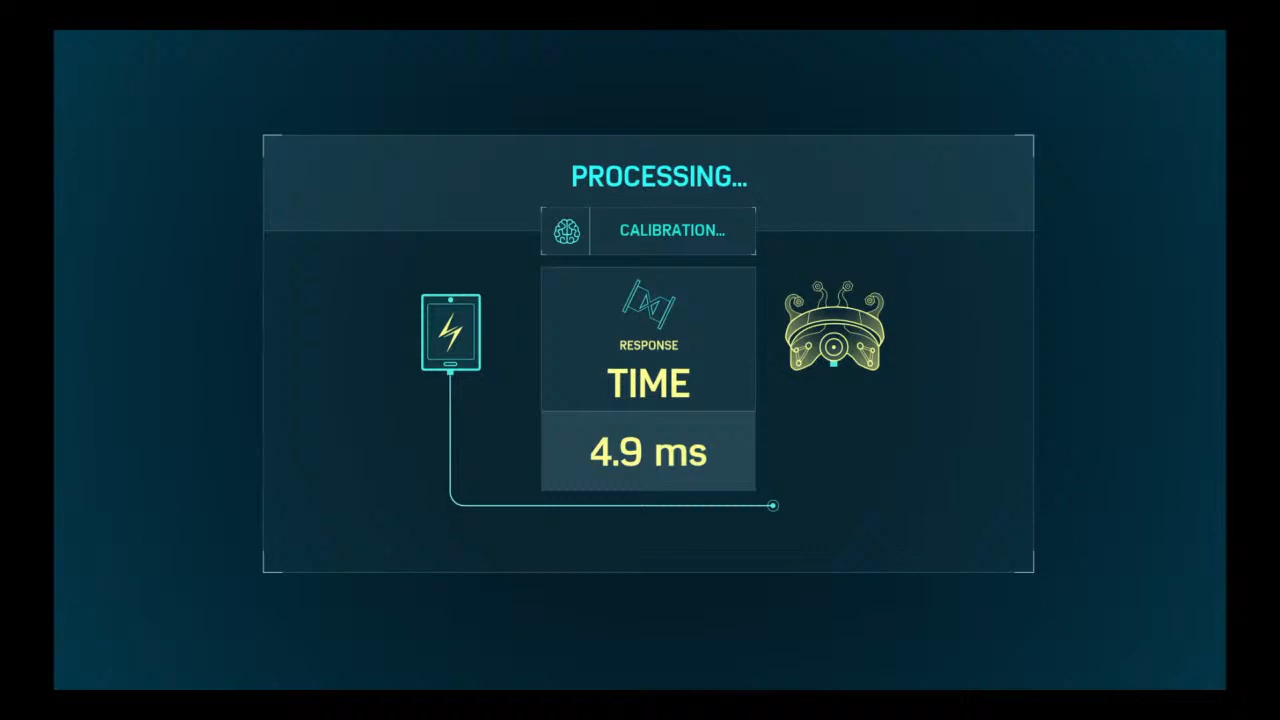 PROCESSING...
CALIBRATION...
RESPONSE
TIME
4.9 ms